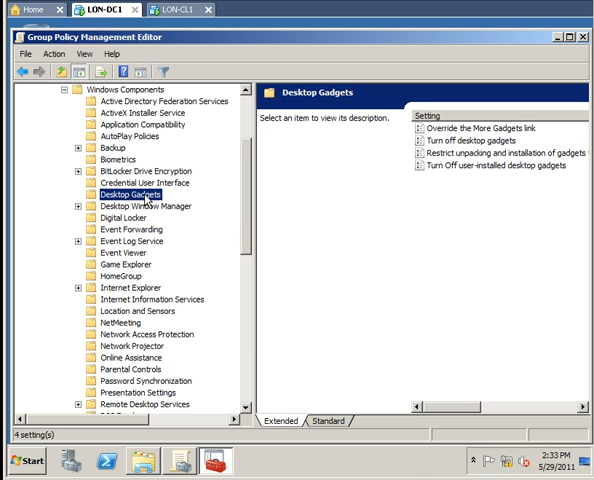 Home
LON-DC1
LON-CL1
Group Policy Management Editor
File Action View Help
Windows Components
Active Directory Federation Services
ActiveX Installer Service
Application Compatibility
AutoPlay Policies
Backup
Biometrics
BitLocker Drive Encryption
Credential User Interface
Desktop Gadgets
Desktop Window Manager
Digital Locker
Event Forwarding
Event Log Service
Event Viewer
Game Explorer
HomeGroup
Internet Explorer
Internet Information Services
Location and Sensors
NetMeeting
Network Access Protection
Network Projector
Online Assistance
Parental Controls
Password Synchronization
Presentation Settings
Remote Desktop Services
Desktop Gadgets
Select an item to view its description.
Setting
Override the More Gadgets link
Turn off desktop gadgets
Restrict unpacking and installation of gadgets
Turn Off user-installed desktop gadgets
Extended
Standard
4 setting(s)
Start
2:33 PM
5/29/2011